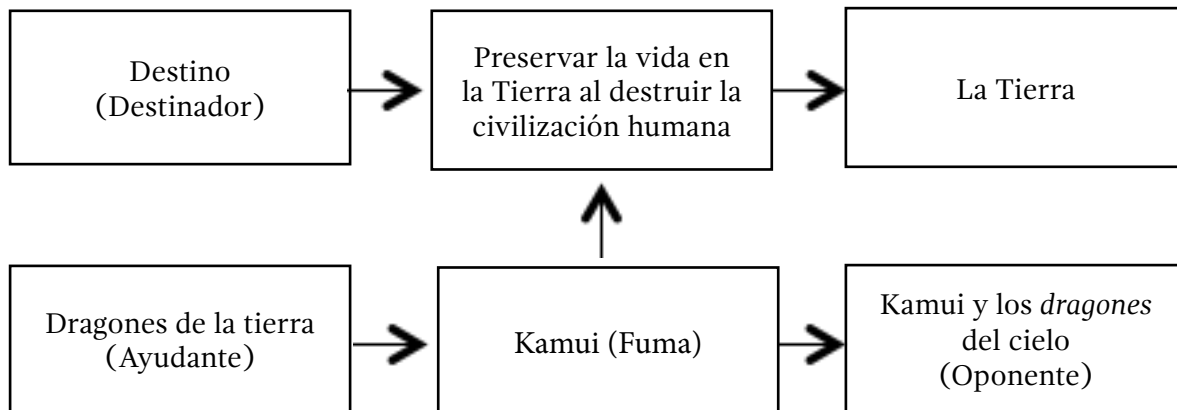 Destino
(Destinador)
Preservar la vida en
la Tierra al destruir la
civilización humana
La Tierra
Dragones de la tierra
(Ayudante)
Kamui (Fuma)
Kamui y los dragones
del cielo
(Oponente)